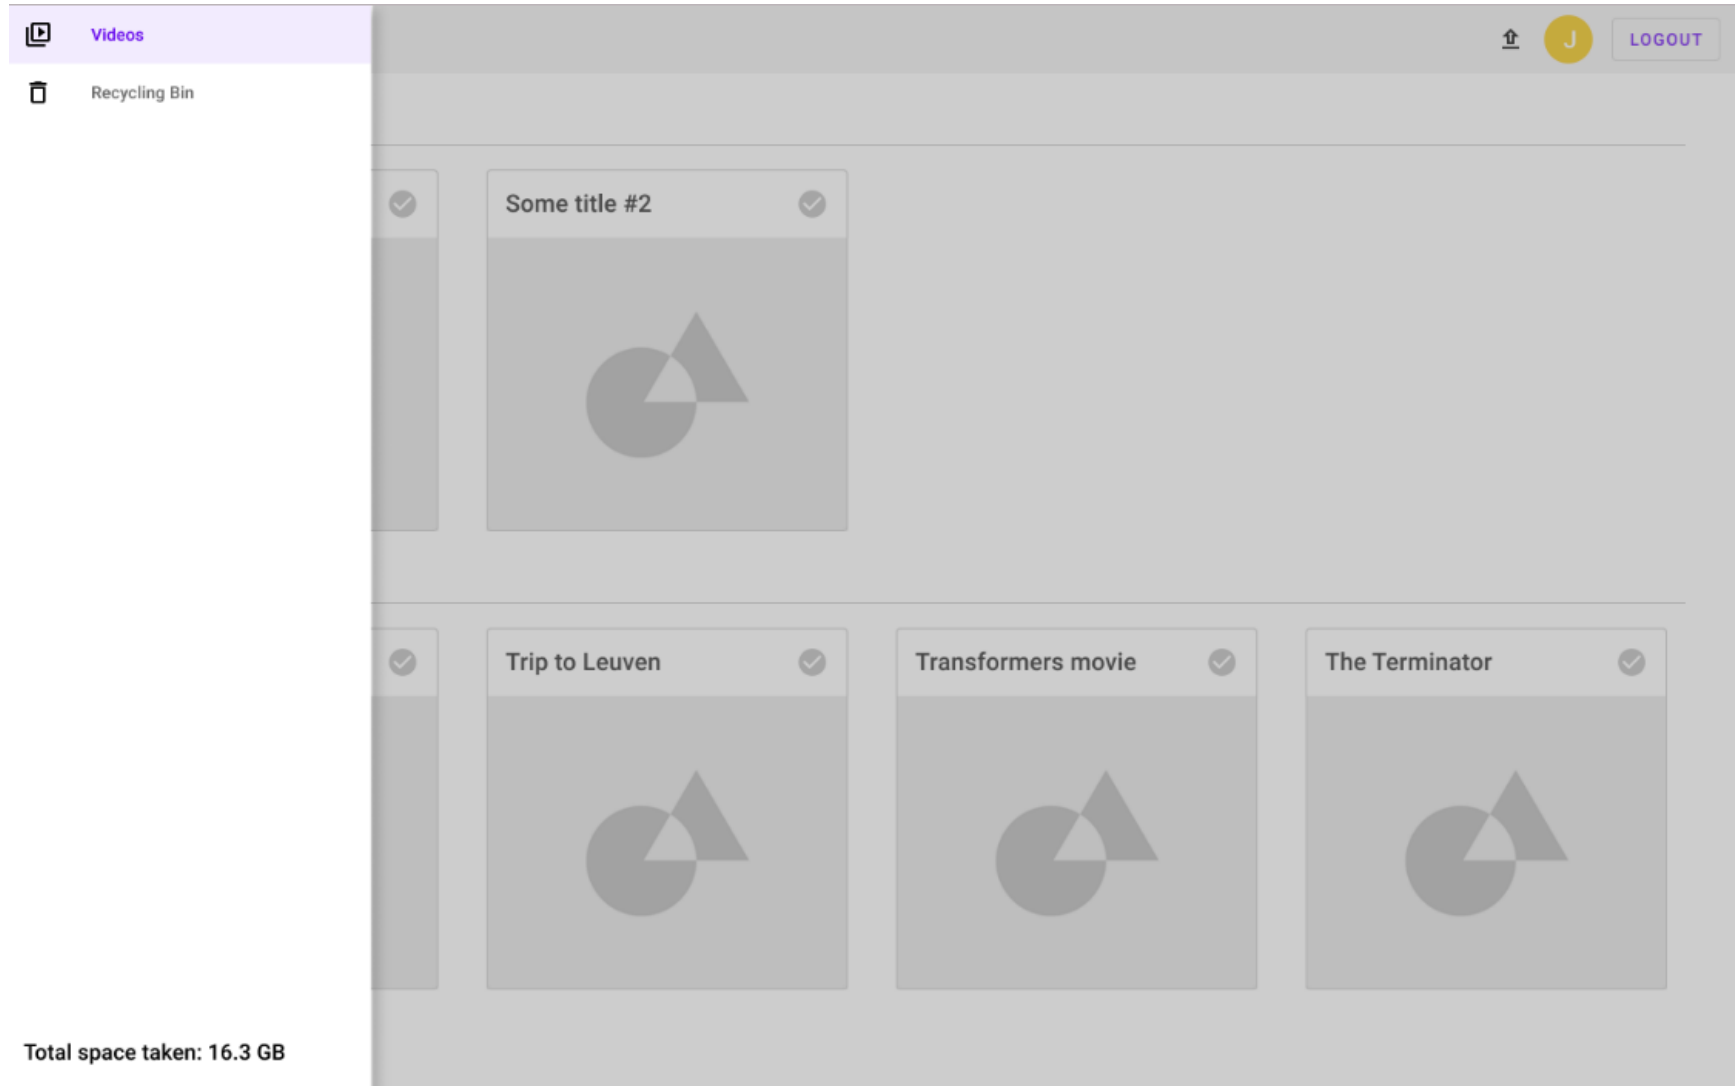 Videos
J
LOGOUT
Recycling Bin
Some title #2
Trip to Leuven
Transformers movie
The Terminator
Total space taken: 16.3 GB